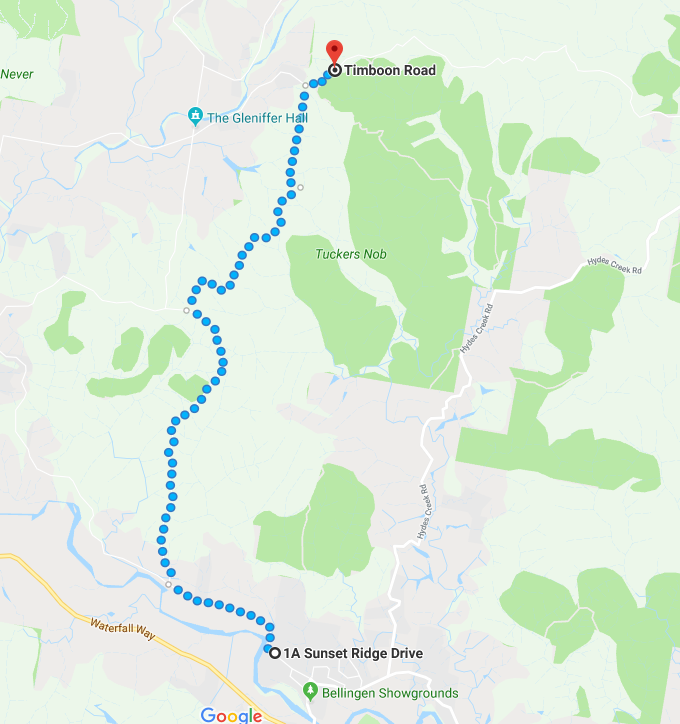 Timboon Road
Never
The Gleniffer Hall
Tuckers Nob
Hydes Creek Rd
Hydes Creek Rd
Hydes Creek Rd
Waterfall Way
1A Sunset Ridge Drive
Bellingen Showgrounds
Google